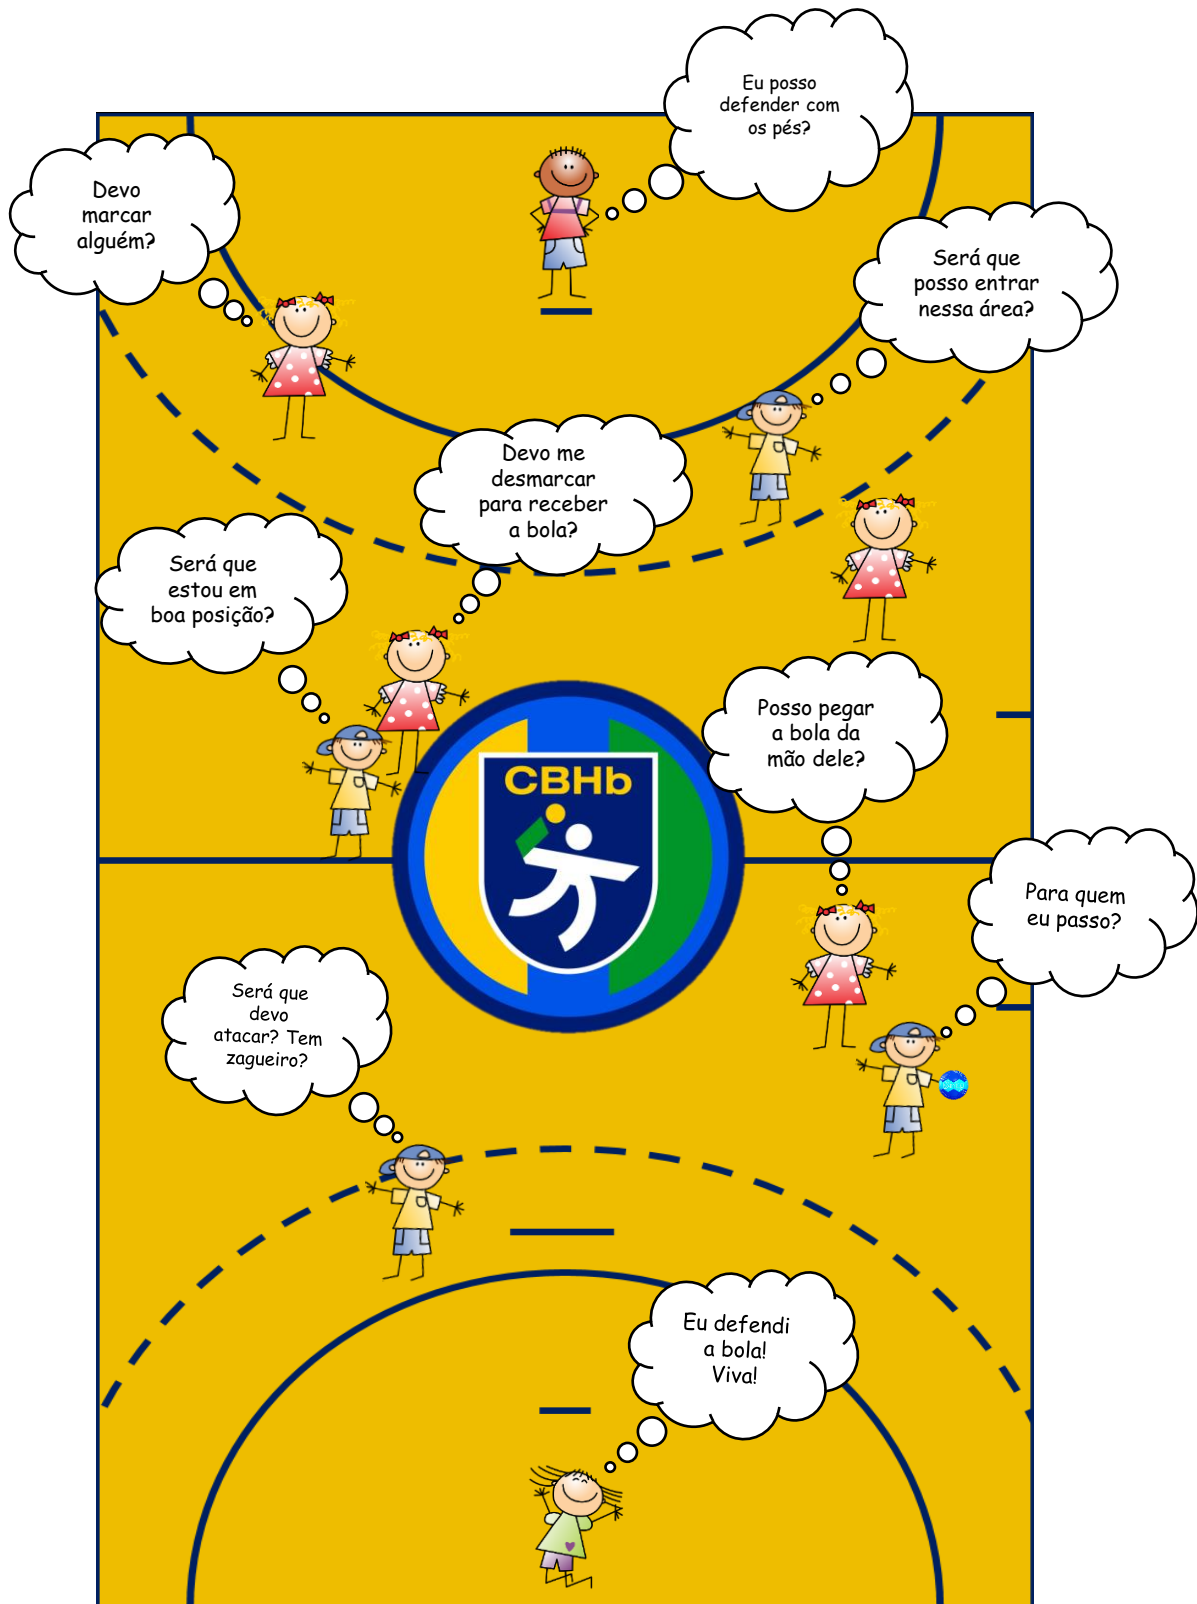 Eu posso
defender com
os pés?
Devo
marcar
alguém?
Será que
posso entrar
nessa área?
Devo me
desmarcar
para receber
a bola?
Será que
estou em
boa posição?
Posso pegar
a bola da
mão dele?
CBHb
Para quem
eu passo?
Será que
devo
atacar? Tem
zagueiro?
Eu defendi
a bola!
Viva!